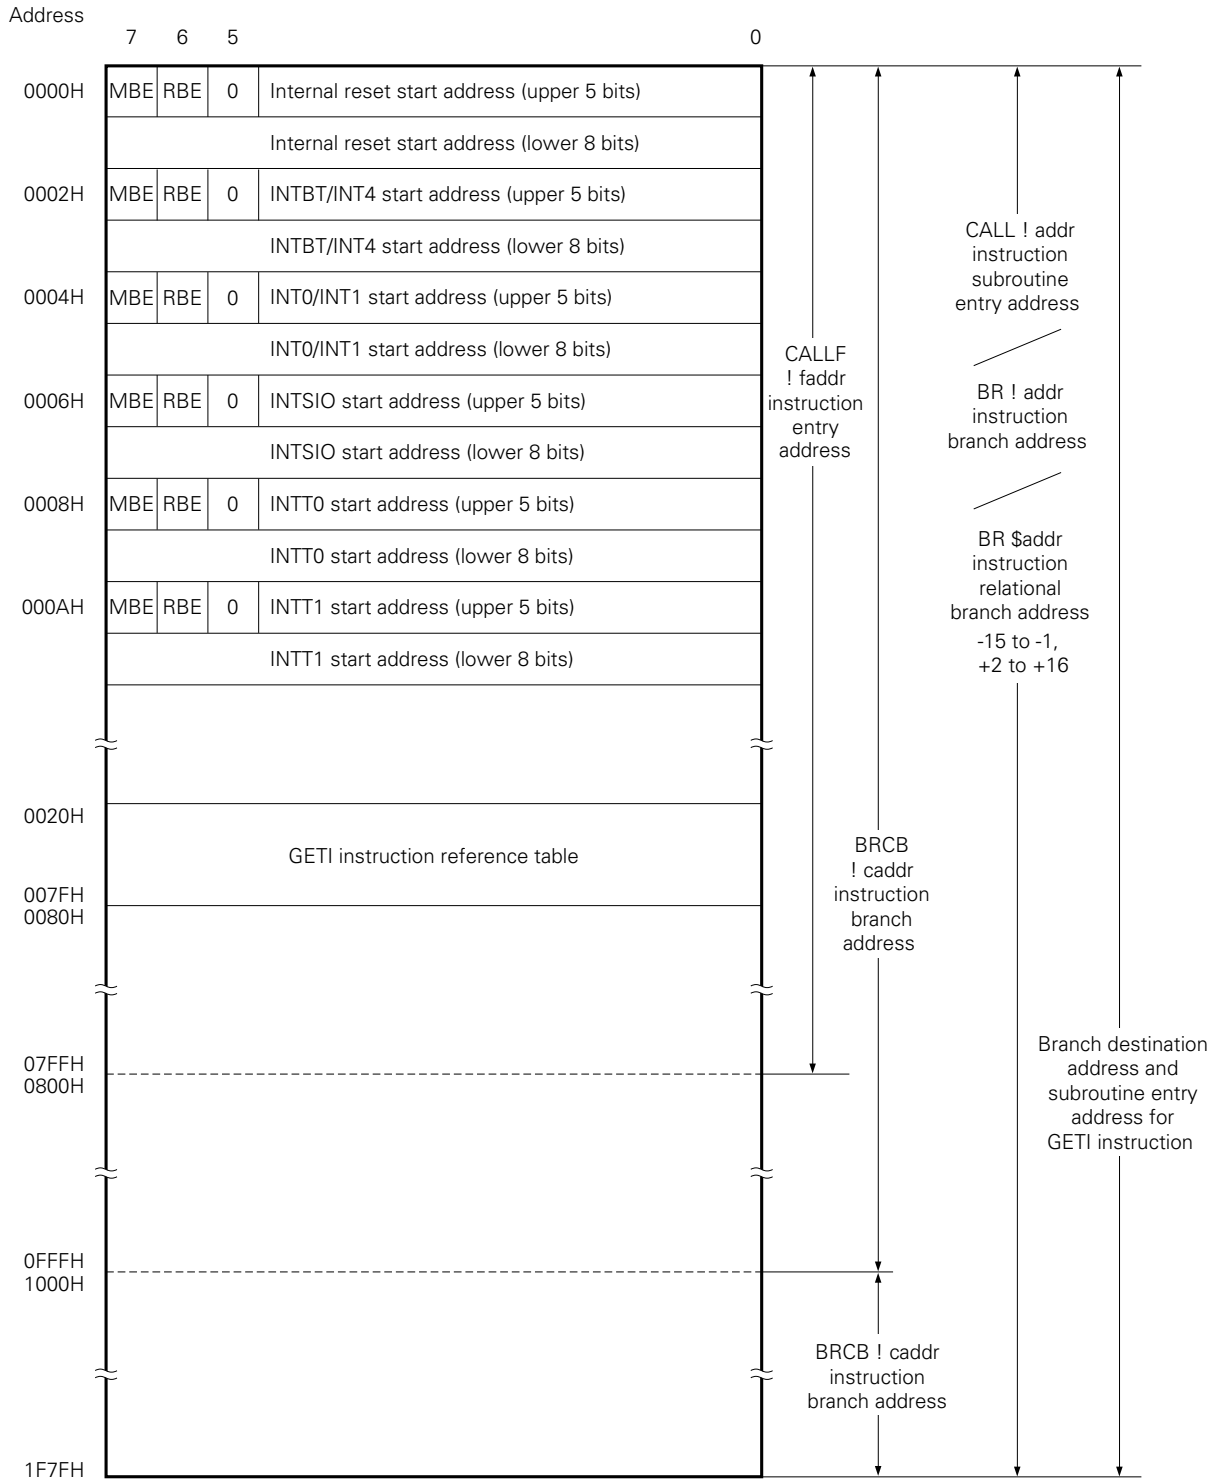 Address
7 6 5 0
0000H MBE RBE 0 Internal reset start address (upper 5 bits)
Internal reset start address (lower 8 bits)
0002H MBE RBE 0 INTBT/INT4 start address (upper 5 bits)
INTBT/INT4 start address (lower 8 bits)
0004H MBE RBE 0 INT0/INT1 start address (upper 5 bits)
INT0/INT1 start address (lower 8 bits)
0006H MBE RBE 0 INTSIO start address (upper 5 bits)
INTSIO start address (lower 8 bits)
0008H MBE RBE 0 INTT0 start address (upper 5 bits)
INTT0 start address (lower 8 bits)
000AH MBE RBE 0 INTT1 start address (upper 5 bits)
INTT1 start address (lower 8 bits)
0020H
GETI instruction reference table
007FH
0080H
07FFH
0800H
0FFFH
1000H
1F7FH
CALLF
! faddr
instruction
entry
address
BRCB
! caddr
instruction
branch
address
BRCB ! caddr
instruction
branch address
CALL ! addr
instruction
subroutine
entry address
BR ! addr
instruction
branch address
BR $addr
instruction
relational
branch address
-15 to -1,
+2 to +16
Branch destination
address and
subroutine entry
address for
GETI instruction